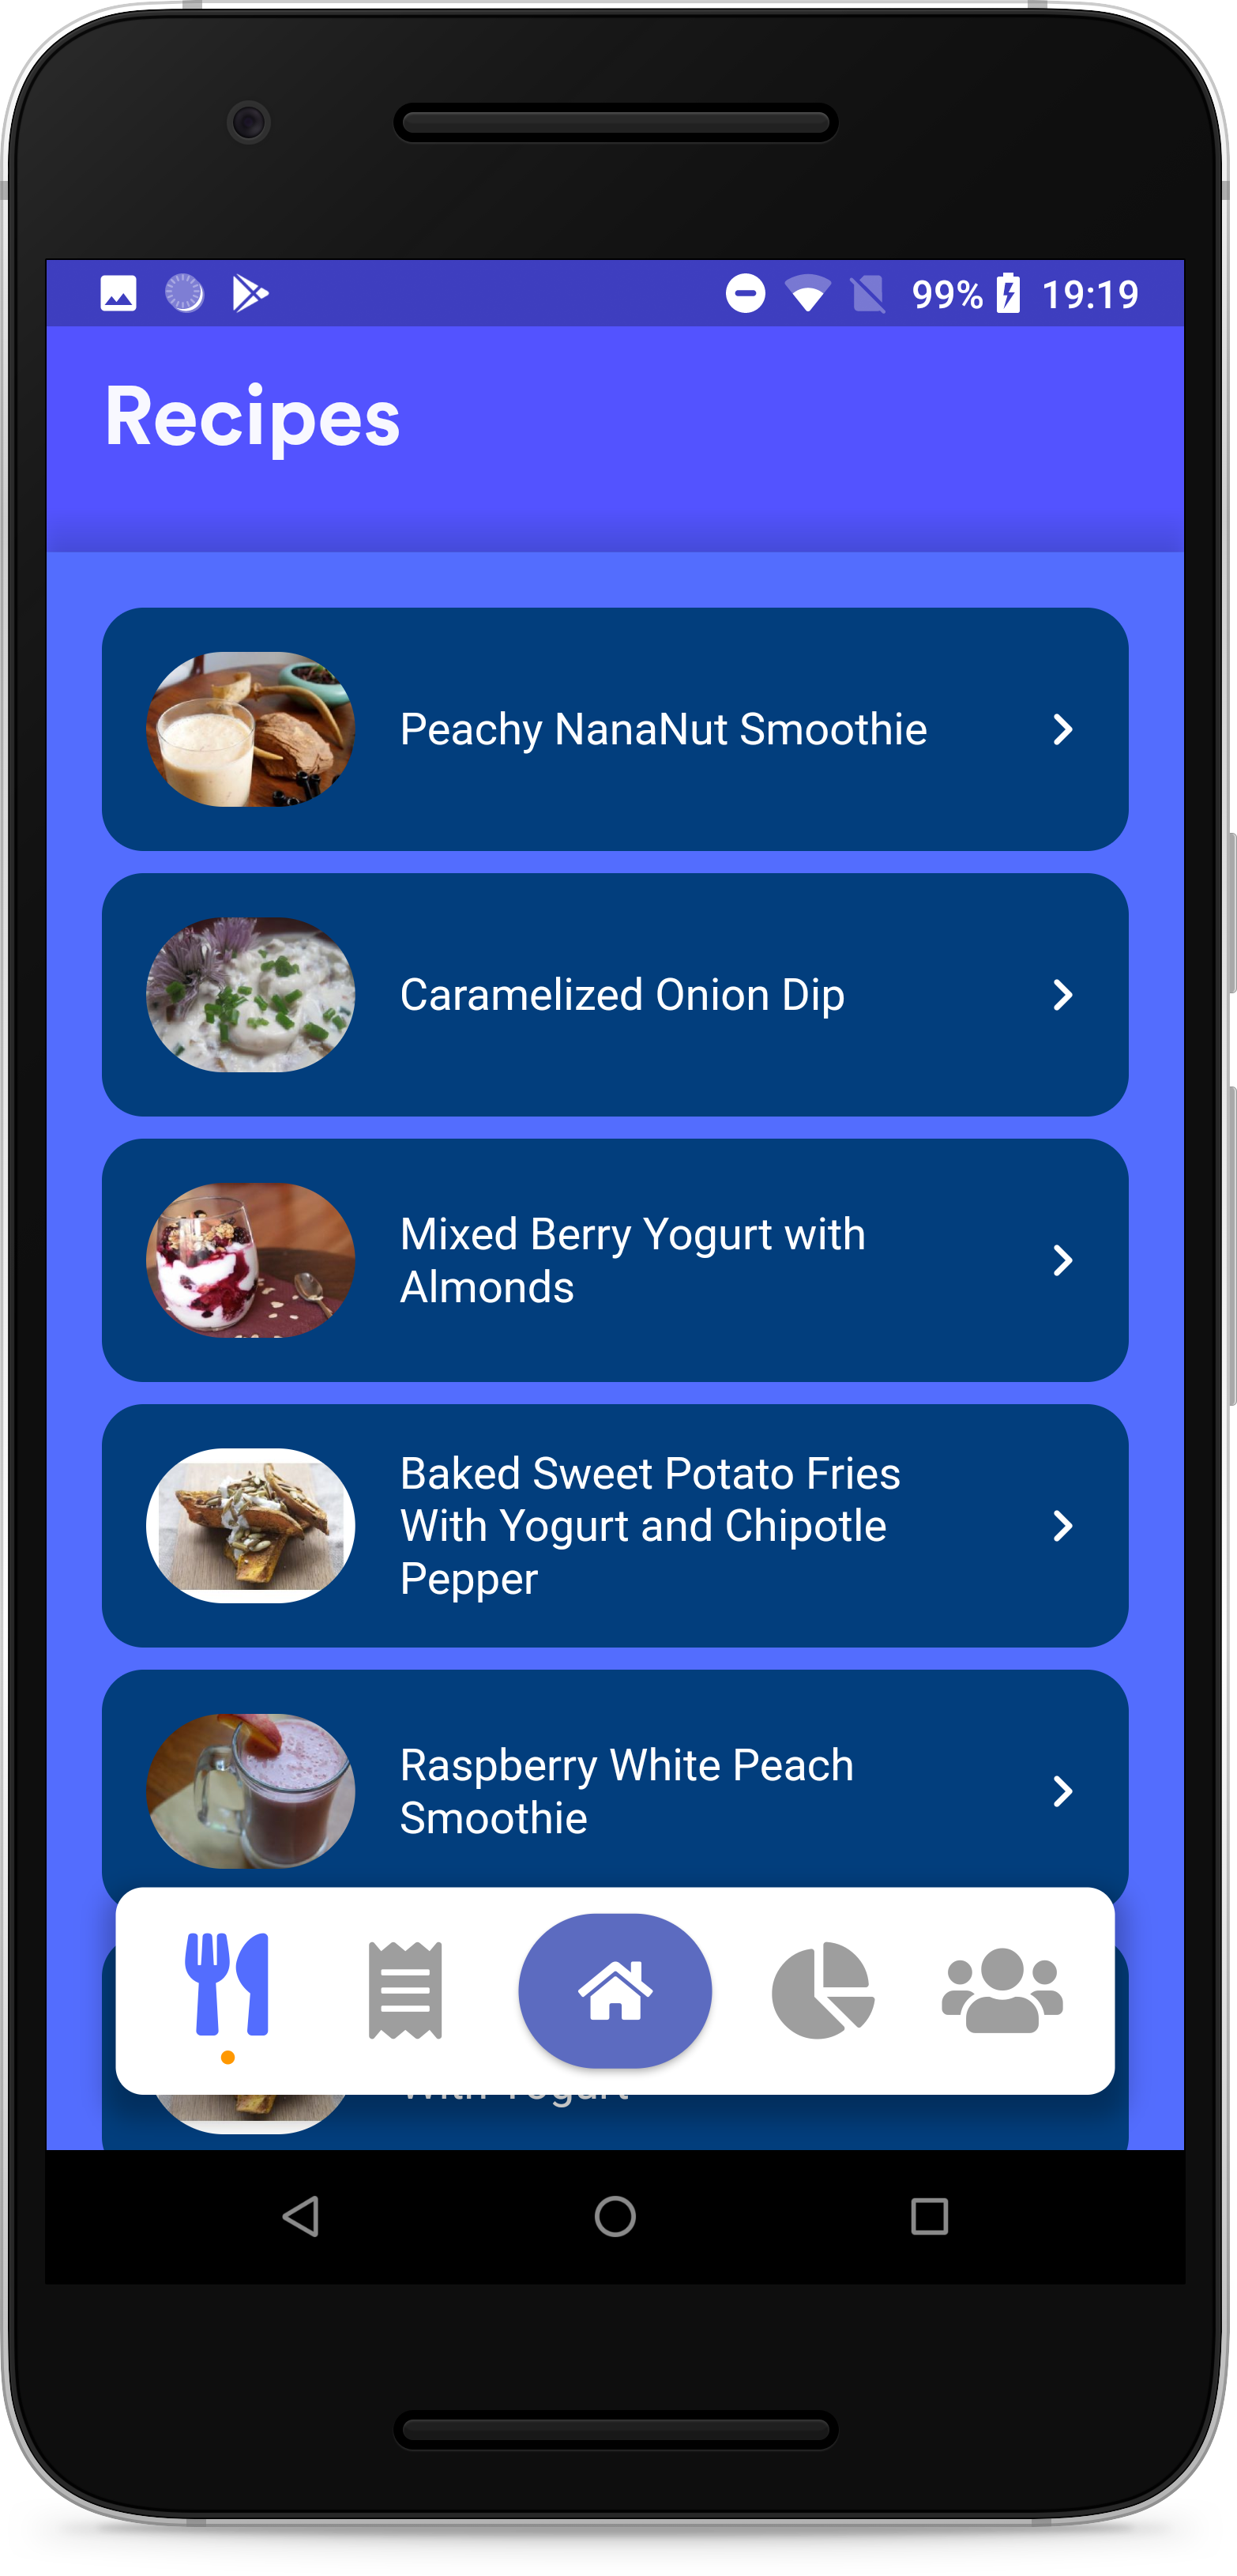 99% 19:19
Recipes
Peachy NanaNut Smoothie
Caramelized Onion Dip
Mixed Berry Yogurt with
Almonds
Baked Sweet Potato Fries
With Yogurt and Chipotle
Pepper
Raspberry White Peach
Smoothie
With Yogurt